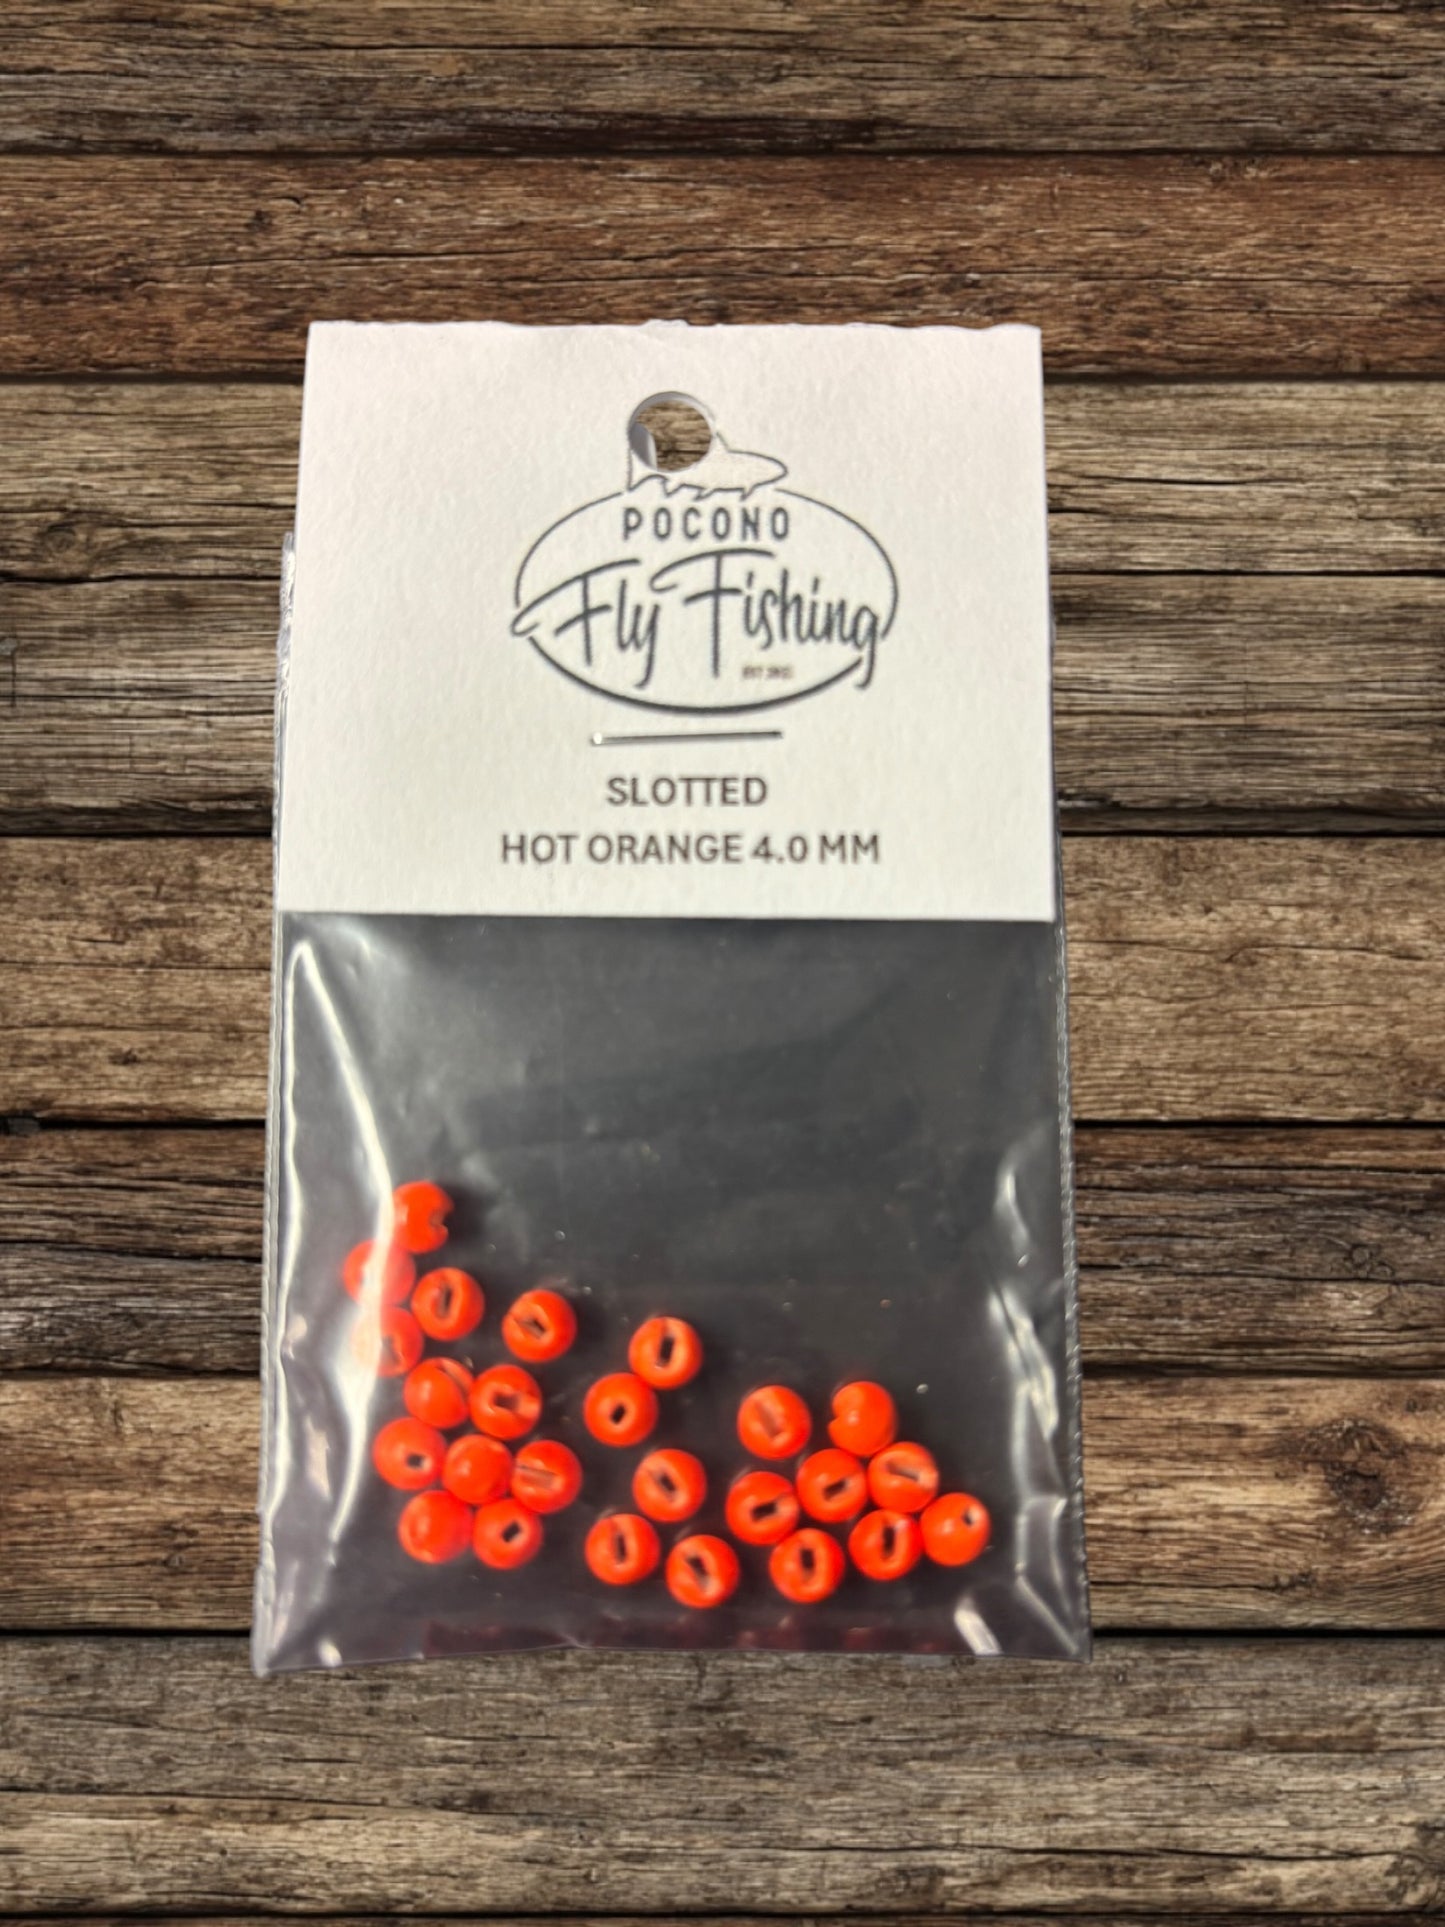 POCONO
Fly Fishing
SLOTTED
HOT ORANGE 4.0 MM